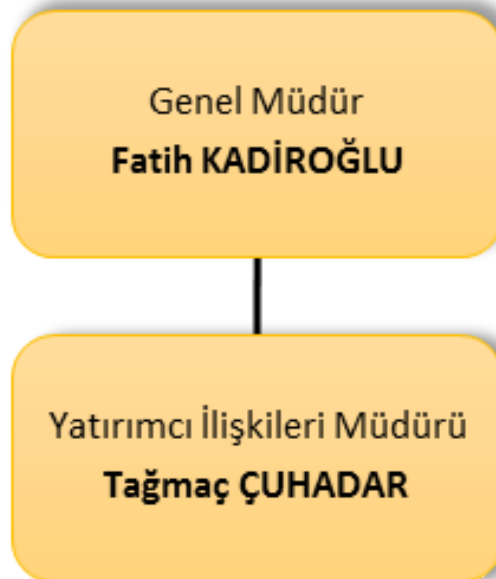 Genel Müdür
Fatih KADİROĞLU
Yatırımcı İlişkileri Müdürü
Tağmaç ÇUHADAR